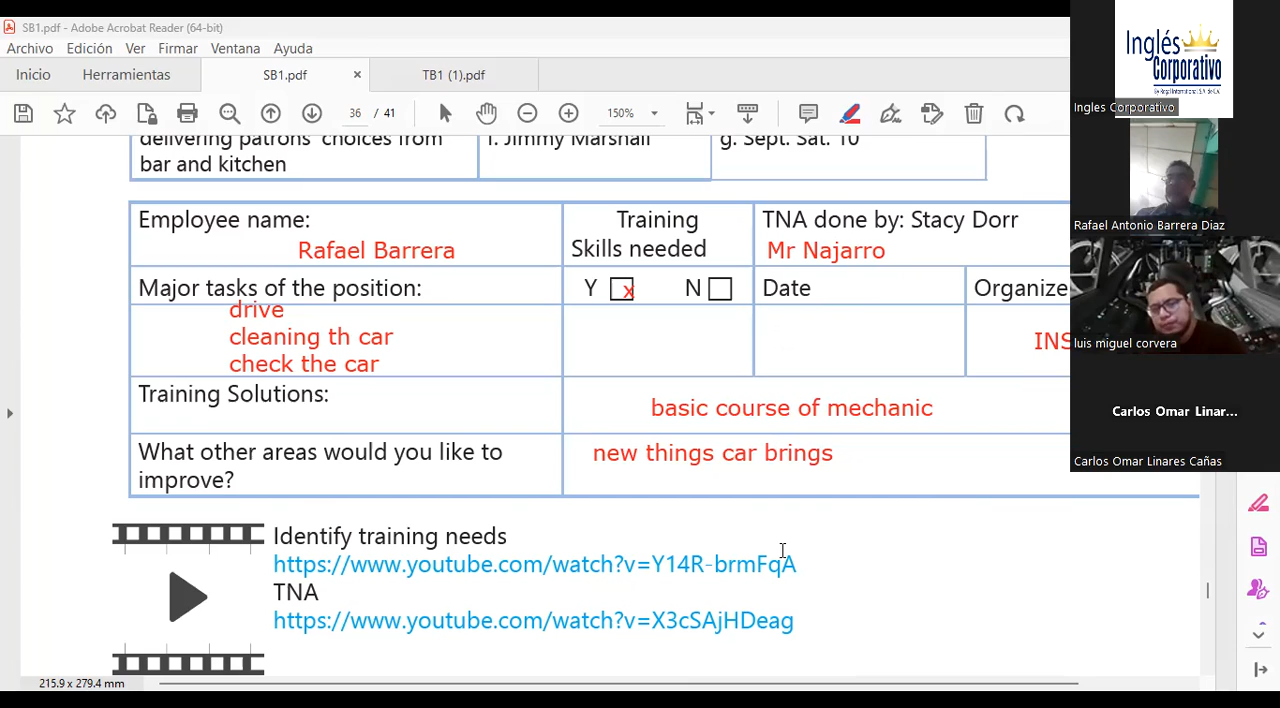 SB1.pdf - Adobe Acrobat Reader (64-bit)
Archivo Edición Ver Firmar Ventana Ayuda
Inicio Herramientas SB1.pdf × TB1 (1).pdf
36 / 41 150%
delivering patrons' choices from
bar and kitchen
f. Jimmy Marshall
g. Sept. Sat. 10
Employee name:
Rafael Barrera
Training
Skills needed
TNA done by: Stacy Dorr
Mr Najarro
Major tasks of the position:
Y x N
Date
Organize
drive
cleaning th car
check the car
INS
Training Solutions:
basic course of mechanic
What other areas would you like to
improve?
new things car brings
Identify training needs
https://www.youtube.com/watch?v=Y14R-brmFqA
TNA
https://www.youtube.com/watch?v=X3cSAjHDeag
215.9 x 279.4 mm
Inglés
Corporativo
Ingles Corporativo
Rafael Antonio Barrera Diaz
luis miguel corvera
Carlos Omar Linar...
Carlos Omar Linares Cañas